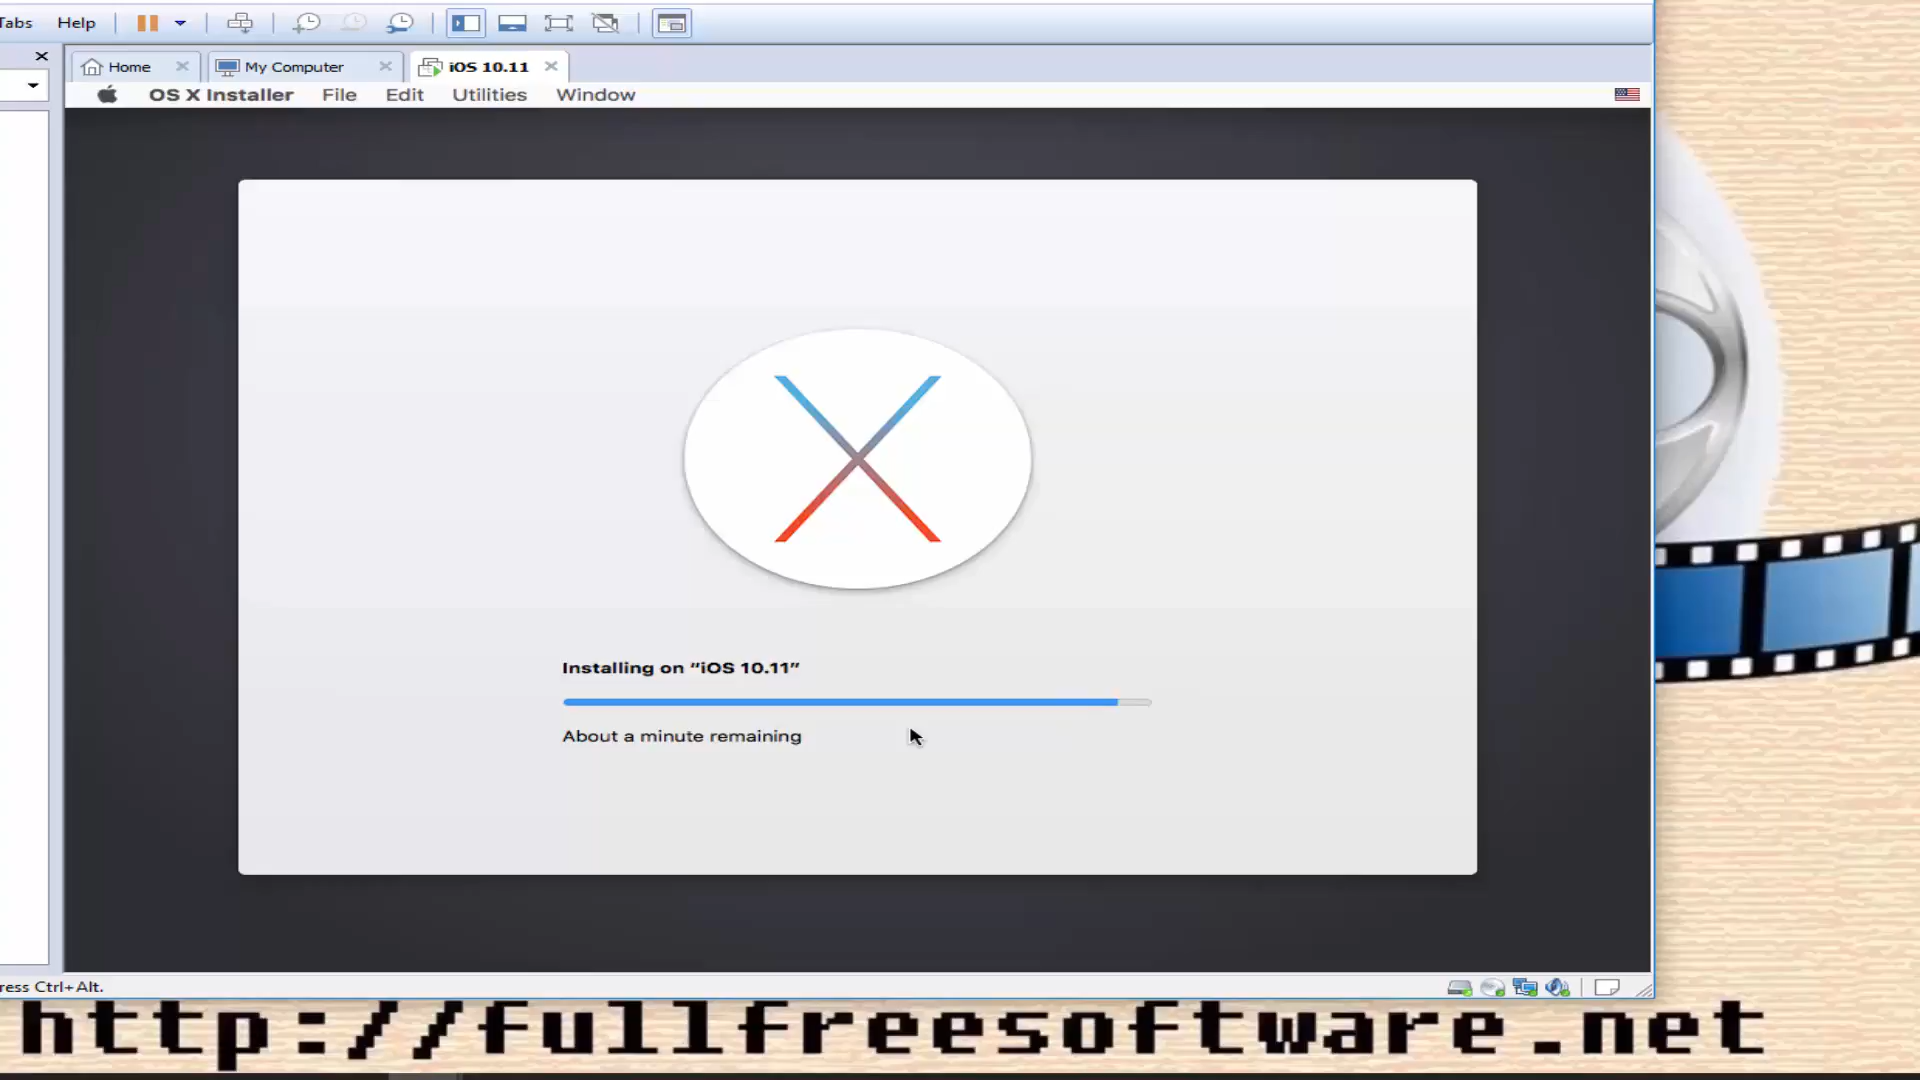 Tabs Help
Home My Computer iOS 10.11
OS X Installer File Edit Utilities Window
Installing on “iOS 10.11”
About a minute remaining
ress Ctrl+Alt.
http://fullfreesoftware.net